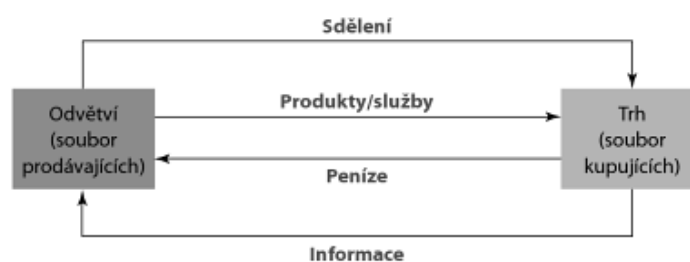 Sdělení
Odvětví
(soubor
prodávajících)
Produkty/služby
Trh
(soubor
kupujících)
Peníze
Informace